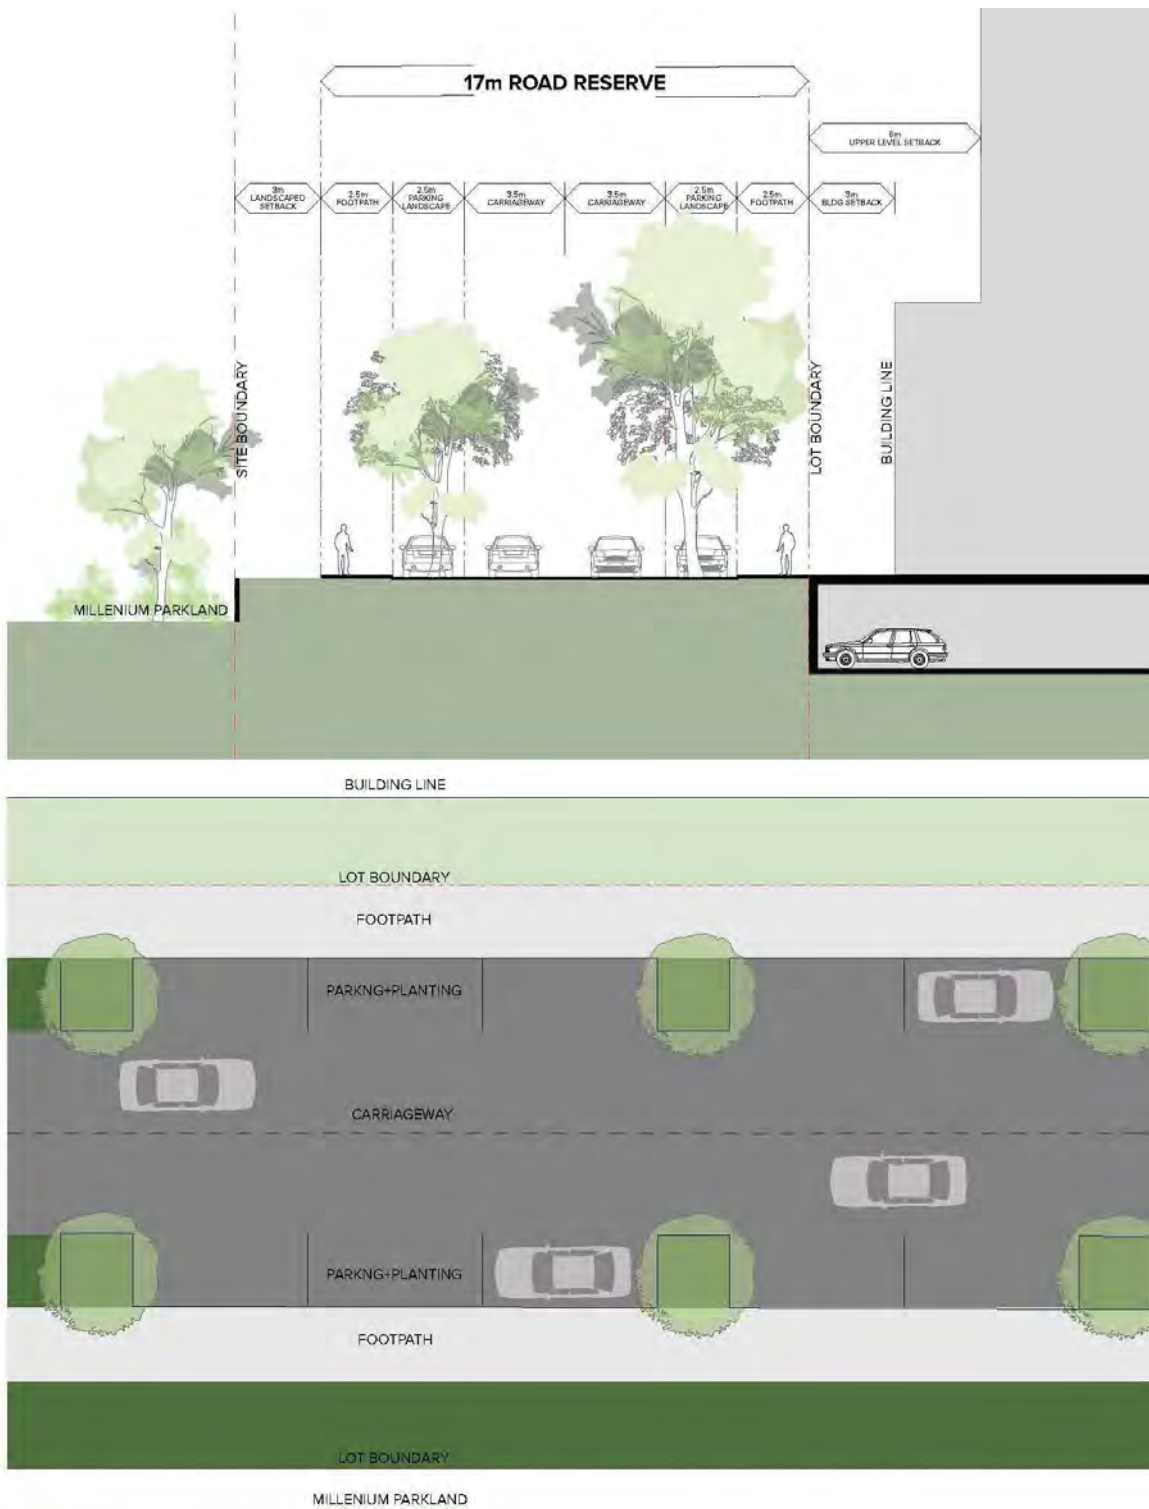 17m ROAD RESERVE
6m
UPPER LEVEL SETBACK
3m
LANDSCAPED
SETBACK
2.5m
FOOTPATH
2.5m
PARKING
LANDSCAPE
3.5m
CARRIAGEWAY
3.5m
CARRIAGEWAY
2.5m
PARKING
LANDSCAPE
2.5m
FOOTPATH
3m
BLDG SETBACK
SITE BOUNDARY
LOT BOUNDARY
BUILDING LINE
MILLENIUM PARKLAND
BUILDING LINE
LOT BOUNDARY
FOOTPATH
PARKNG+PLANTING
CARRIAGEWAY
PARKNG+PLANTING
FOOTPATH
LOT BOUNDARY
MILLENIUM PARKLAND